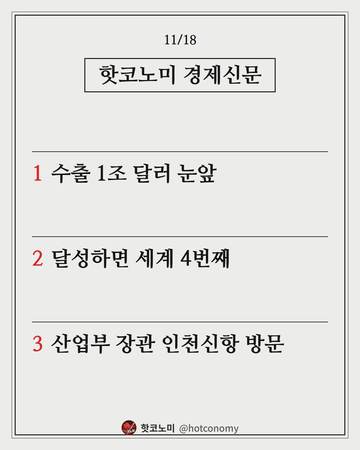 11/18
핫코노미 경제신문
1 수출 1조 달러 눈앞
2 달성하면 세계 4번째
3 산업부 장관 인천신항 방문
핫코노미 @hotconomy